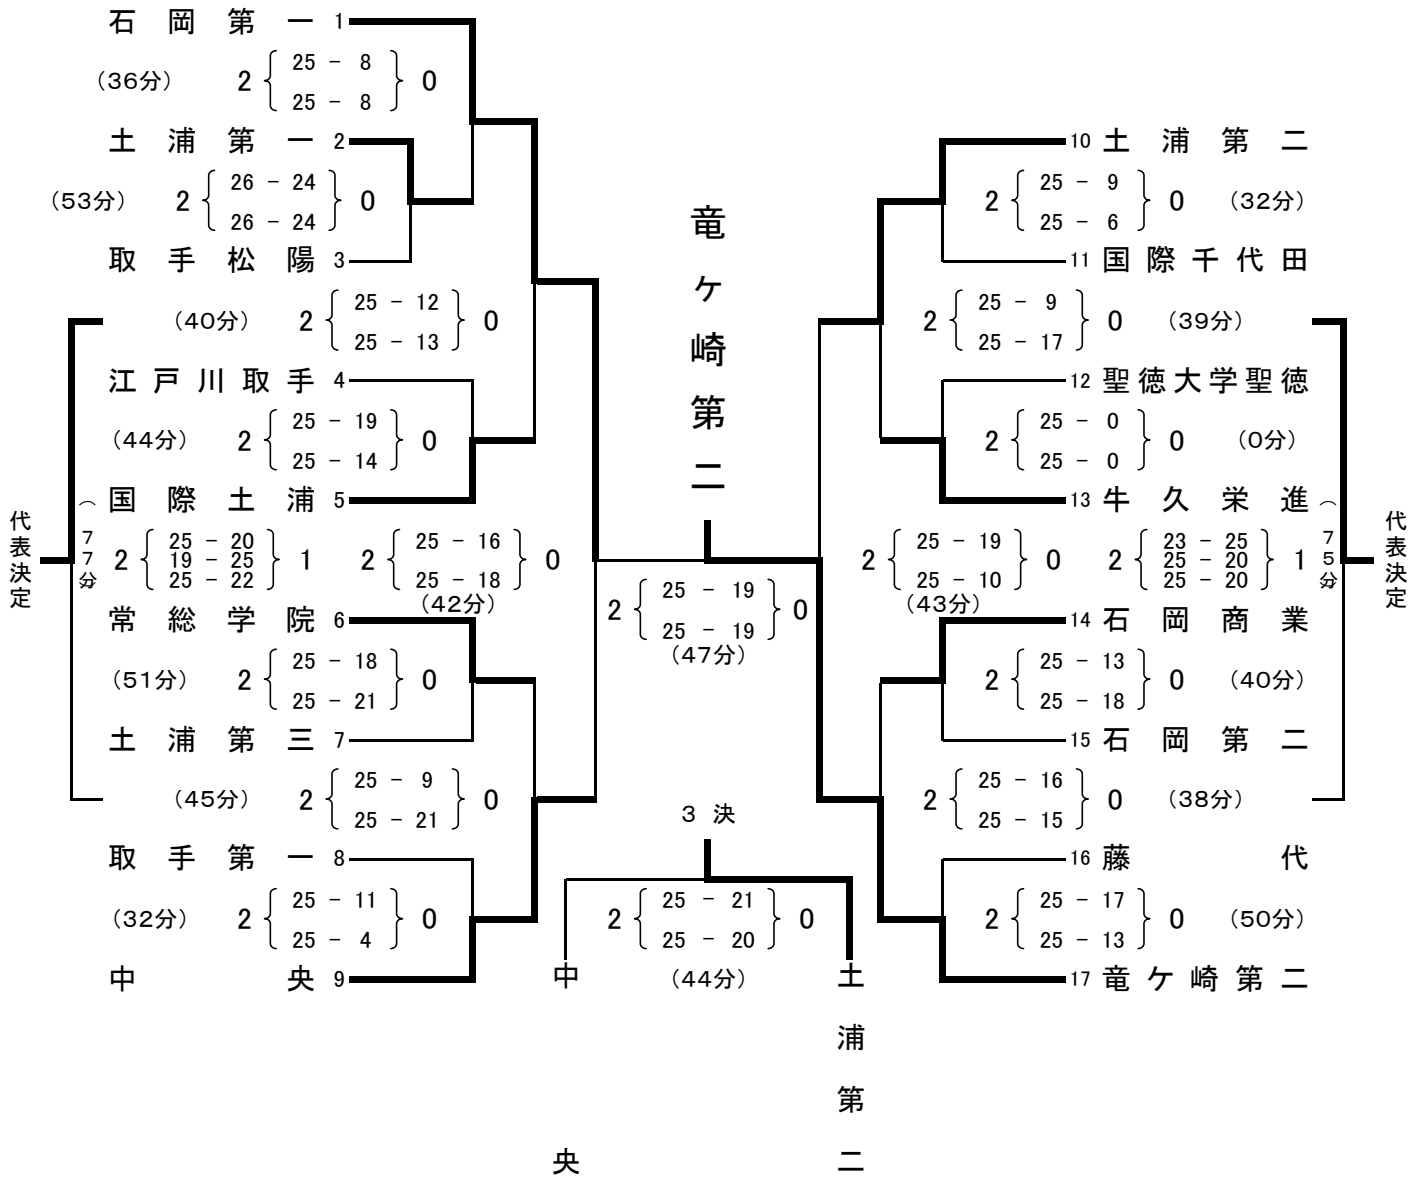 石岡第一 1
(36分) 2 25 - 8 0
25 - 8
土浦第一 2
(53分) 2 26 - 24 0
26 - 24
取手松陽 3
(40分) 2 25 - 12 0
25 - 13
江戸川取手 4
(44分) 2 25 - 19 0
25 - 14
国際土浦 5
代表決定
(77分) 2 25 - 20 1
19 - 25
25 - 22
2 25 - 16 0
25 - 18
(42分)
常総学院 6
(51分) 2 25 - 18 0
25 - 21
土浦第三 7
(45分) 2 25 - 9 0
25 - 21
取手第一 8
(32分) 2 25 - 11 0
25 - 4
中央 9
竜ヶ崎第二
2 25 - 19 0
25 - 19
(47分)
3決
2 25 - 21 0
25 - 20
(44分)
中央
土浦第二
10 土浦第二
2 25 - 9 0 (32分)
25 - 6
11 国際千代田
2 25 - 9 0 (39分)
25 - 17
12 聖徳大学聖徳
2 25 - 0 0 (0分)
25 - 0
13 牛久栄進
2 25 - 19 0
25 - 10
(43分)
2 23 - 25 1 (75分)
25 - 20
25 - 20
代表決定
14 石岡商業
2 25 - 13 0 (40分)
25 - 18
15 石岡第二
2 25 - 16 0 (38分)
25 - 15
16 藤代
2 25 - 17 0 (50分)
25 - 13
17 竜ケ崎第二